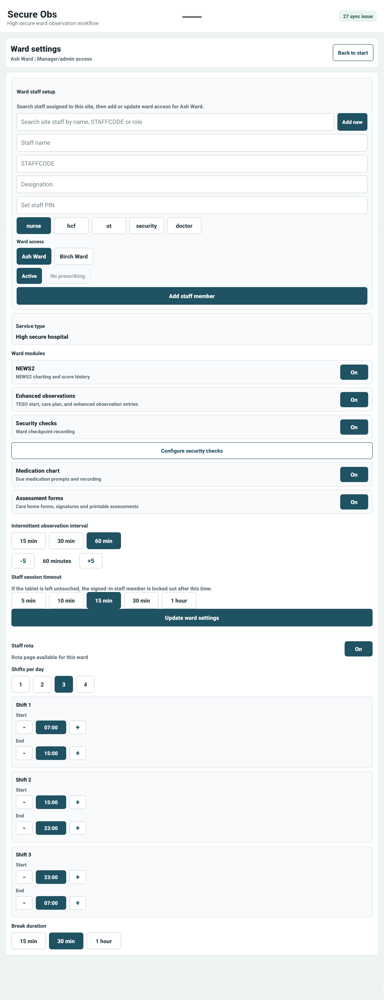 Secure Obs
High secure ward observation workflow
27 sync issue
Ward settings
Ash Ward | Manager/admin access
Back to start
Ward staff setup
Search staff assigned to this site, then add or update ward access for Ash Ward.
Search site staff by name, STAFFCODE or role
Add new
Staff name
STAFFCODE
Designation
Set staff PIN
nurse hcf ot security doctor
Ward access
Ash Ward Birch Ward
Active No prescribing
Add staff member
Service type
High secure hospital
Ward modules
NEWS2
NEWS2 charting and score history
On
Enhanced observations
TESO start, care plan, and enhanced observation entries
On
Security checks
Ward checkpoint recording
On
Configure security checks
Medication chart
Due medication prompts and recording
On
Assessment forms
Care home forms, signatures and printable assessments
On
Intermittent observation interval
15 min 30 min 60 min
-5 60 minutes +5
Staff session timeout
If the tablet is left untouched, the signed-in staff member is locked out after this time.
5 min 10 min 15 min 30 min 1 hour
Update ward settings
Staff rota
On
Rota page available for this ward
Shifts per day
1 2 3 4
Shift 1
Start
- 07:00 +
End
- 15:00 +
Shift 2
Start
- 15:00 +
End
- 23:00 +
Shift 3
Start
- 23:00 +
End
- 07:00 +
Break duration
15 min 30 min 1 hour